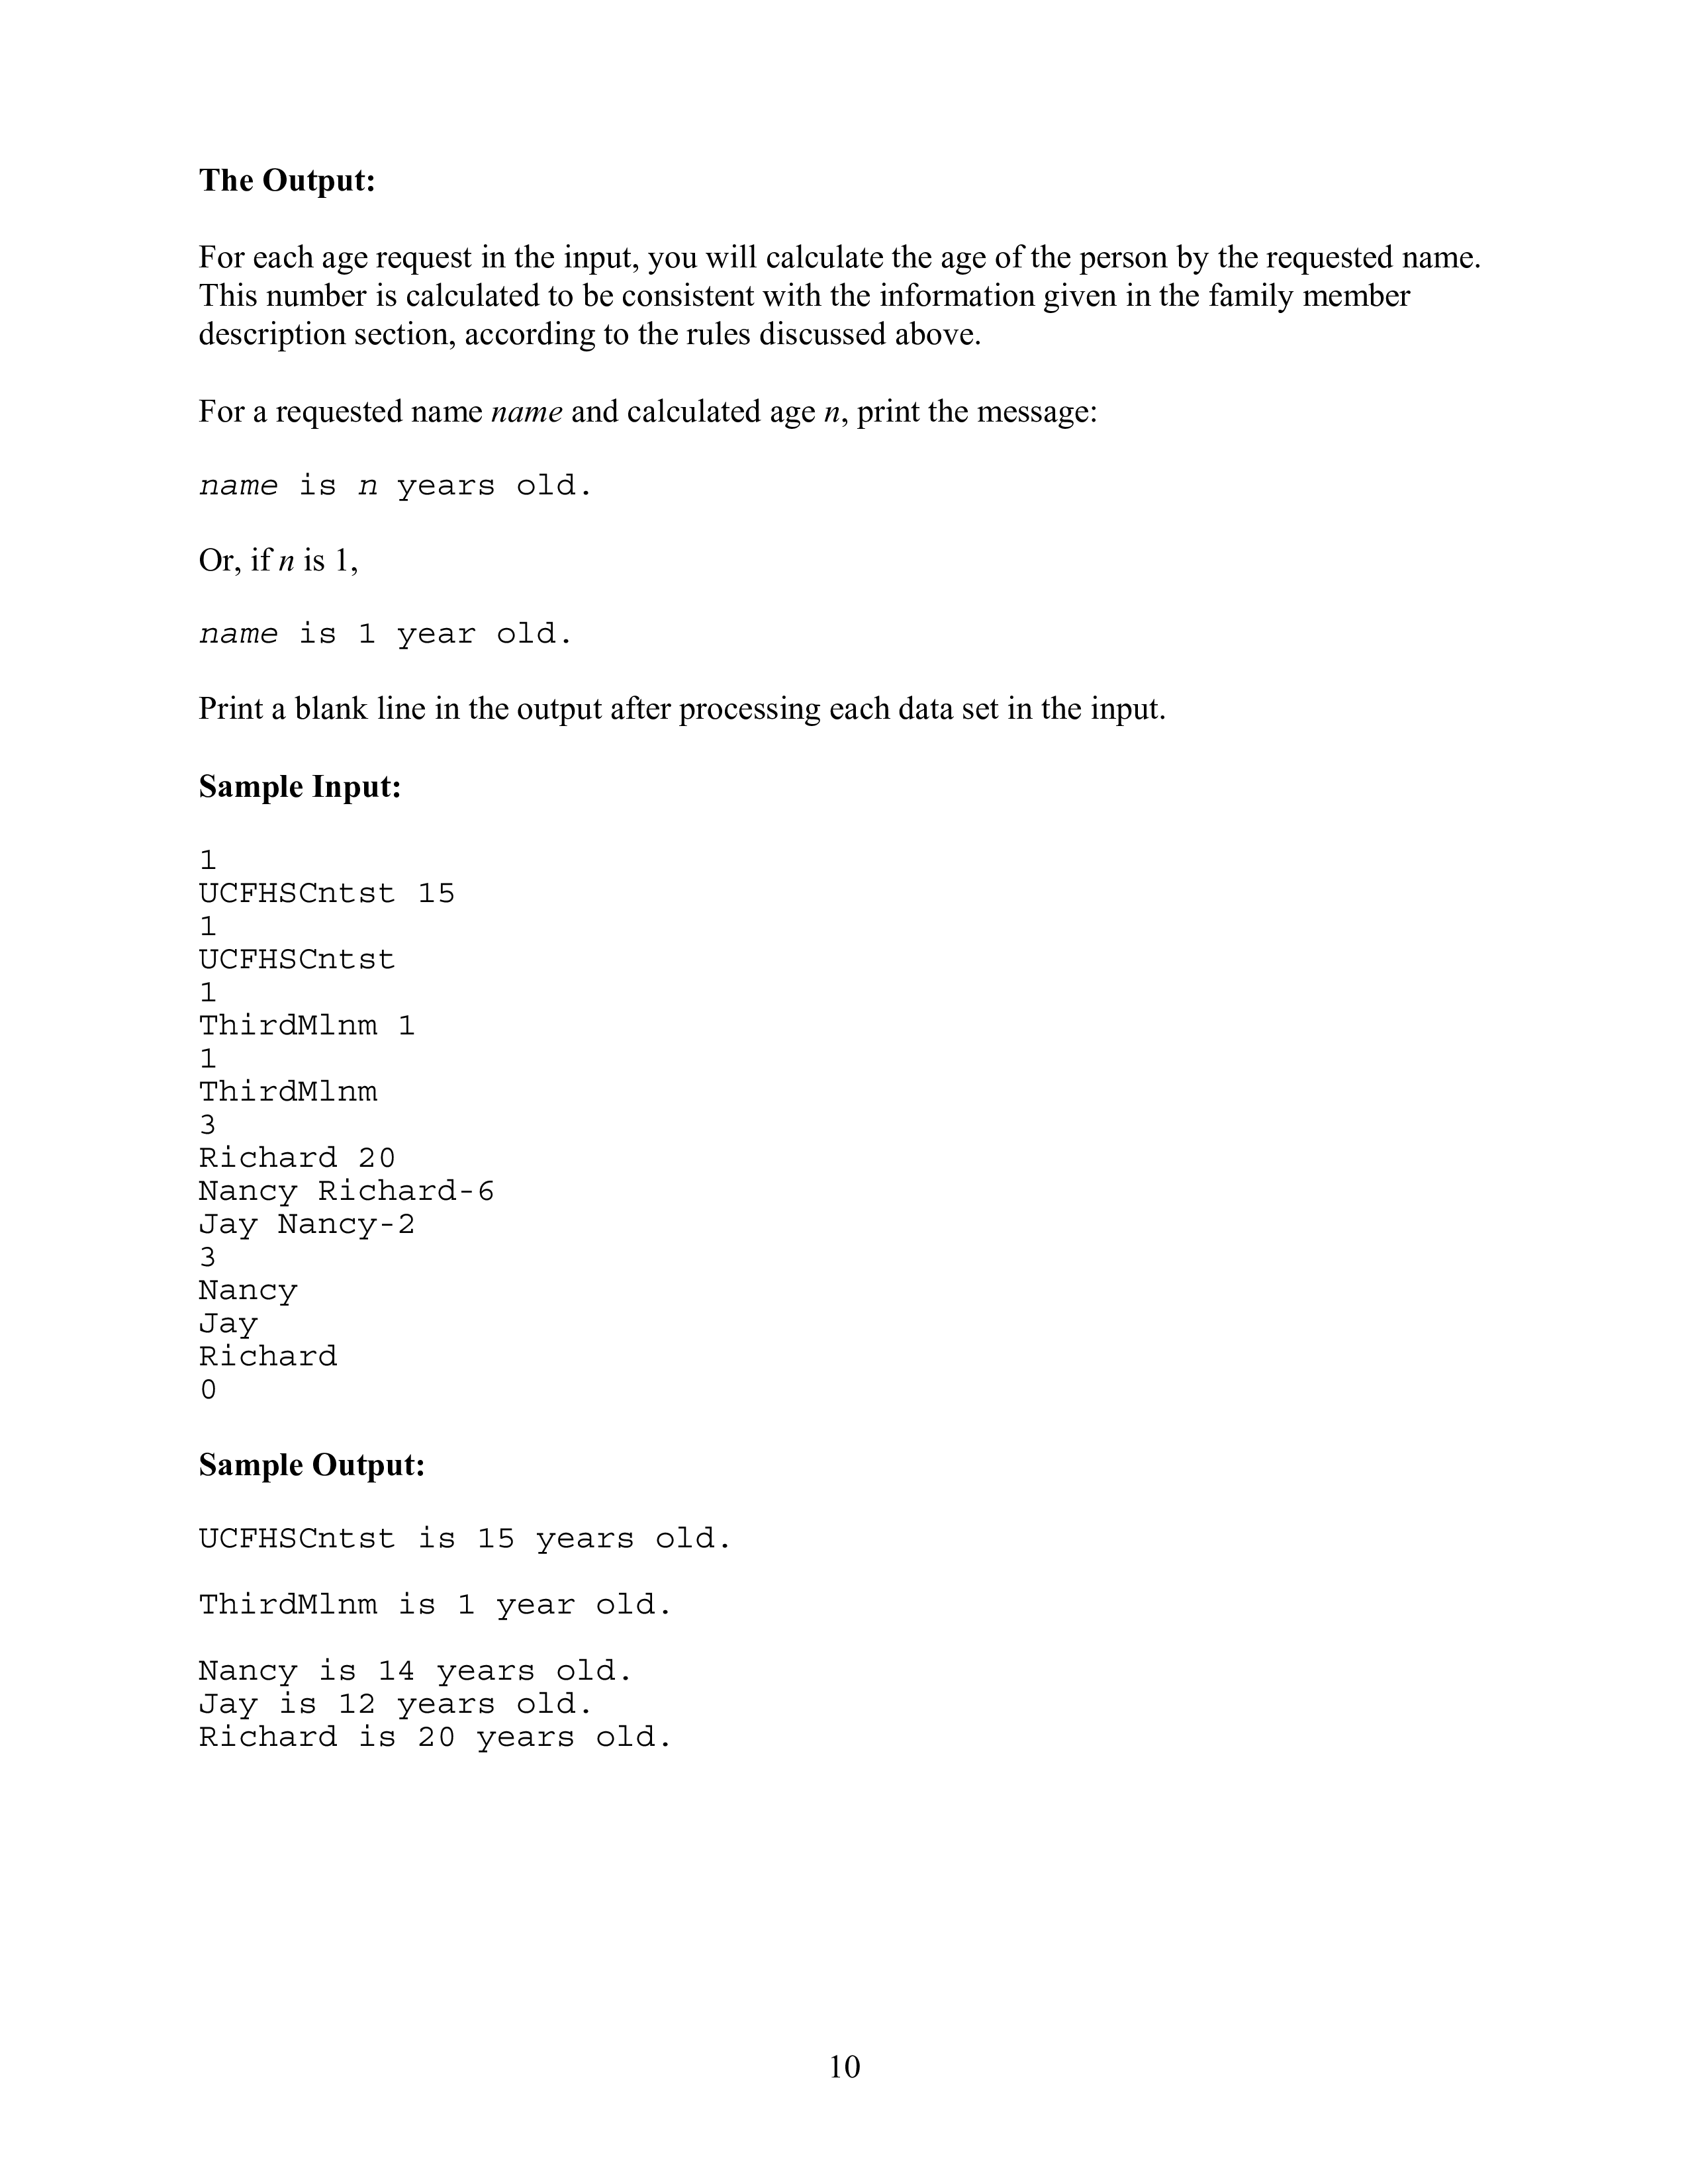 The Output:
For each age request in the input, you will calculate the age of the person by the requested name.
This number is calculated to be consistent with the information given in the family member
description section, according to the rules discussed above.
For a requested name name and calculated age n, print the message:
name is n years old.
Or, if n is 1,
name is 1 year old.
Print a blank line in the output after processing each data set in the input.
Sample Input:
1
UCFHSCntst 15
1
UCFHSCntst
1
ThirdMlnm 1
1
ThirdMlnm
3
Richard 20
Nancy Richard-6
Jay Nancy-2
3
Nancy
Jay
Richard
0
Sample Output:
UCFHSCntst is 15 years old.
ThirdMlnm is 1 year old.
Nancy is 14 years old.
Jay is 12 years old.
Richard is 20 years old.
10